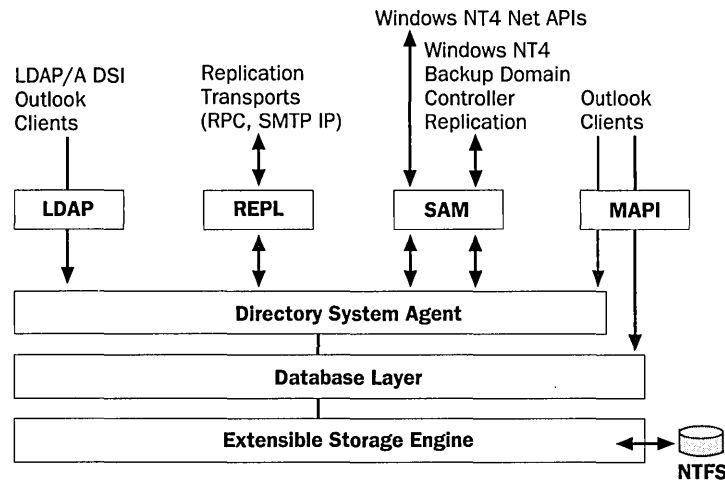 Windows NT4 Net APIs
LDAP/A DSI
Outlook
Clients
Replication
Transports
(RPC, SMTP IP)
Windows NT4
Backup Domain
Controller
Replication
Outlook
Clients
LDAP
REPL
SAM
MAPI
Directory System Agent
Database Layer
Extensible Storage Engine
NTFS